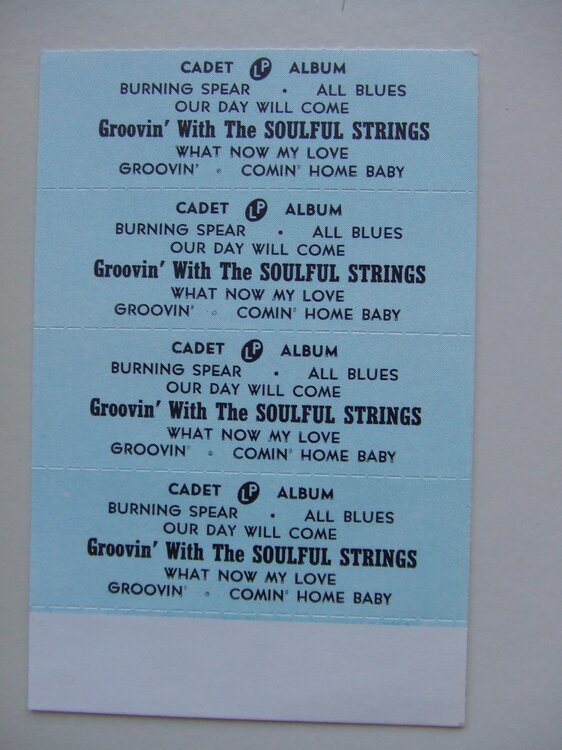 CADET LP ALBUM
BURNING SPEAR • ALL BLUES
OUR DAY WILL COME
Groovin' With The SOULFUL STRINGS
WHAT NOW MY LOVE
GROOVIN' • COMIN' HOME BABY
CADET LP ALBUM
BURNING SPEAR • ALL BLUES
OUR DAY WILL COME
Groovin' With The SOULFUL STRINGS
WHAT NOW MY LOVE
GROOVIN' • COMIN' HOME BABY
CADET LP ALBUM
BURNING SPEAR • ALL BLUES
OUR DAY WILL COME
Groovin' With The SOULFUL STRINGS
WHAT NOW MY LOVE
GROOVIN' • COMIN' HOME BABY
CADET LP ALBUM
BURNING SPEAR • ALL BLUES
OUR DAY WILL COME
Groovin' With The SOULFUL STRINGS
WHAT NOW MY LOVE
GROOVIN' • COMIN' HOME BABY